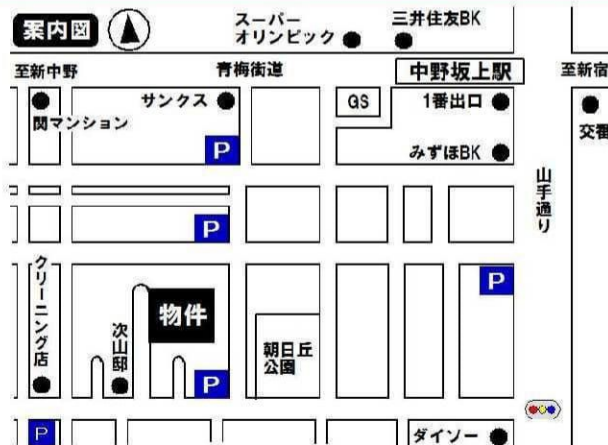 案内図
スーパー
オリンピック
三井住友BK
至新中野
青梅街道
中野坂上駅
至新宿
関マンション
サンクス
GS
1番出口
交番
P
みずほBK
山手通り
P
P
クリーニング店
次山邸
物件
朝日丘
公園
P
P
ダイソー